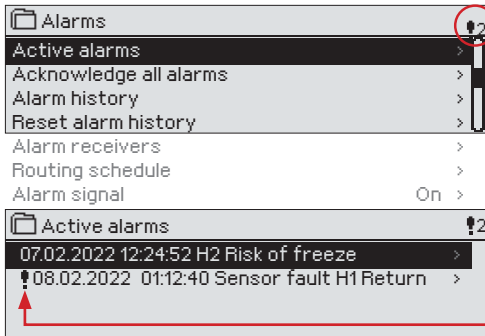 Alarms !2
Active alarms >
Acknowledge all alarms >
Alarm history >
Reset alarm history >
Alarm receivers >
Routing schedule >
Alarm signal On >
Active alarms !2
07.02.2022 12:24:52 H2 Risk of freeze >
!08.02.2022 01:12:40 Sensor fault H1 Return >